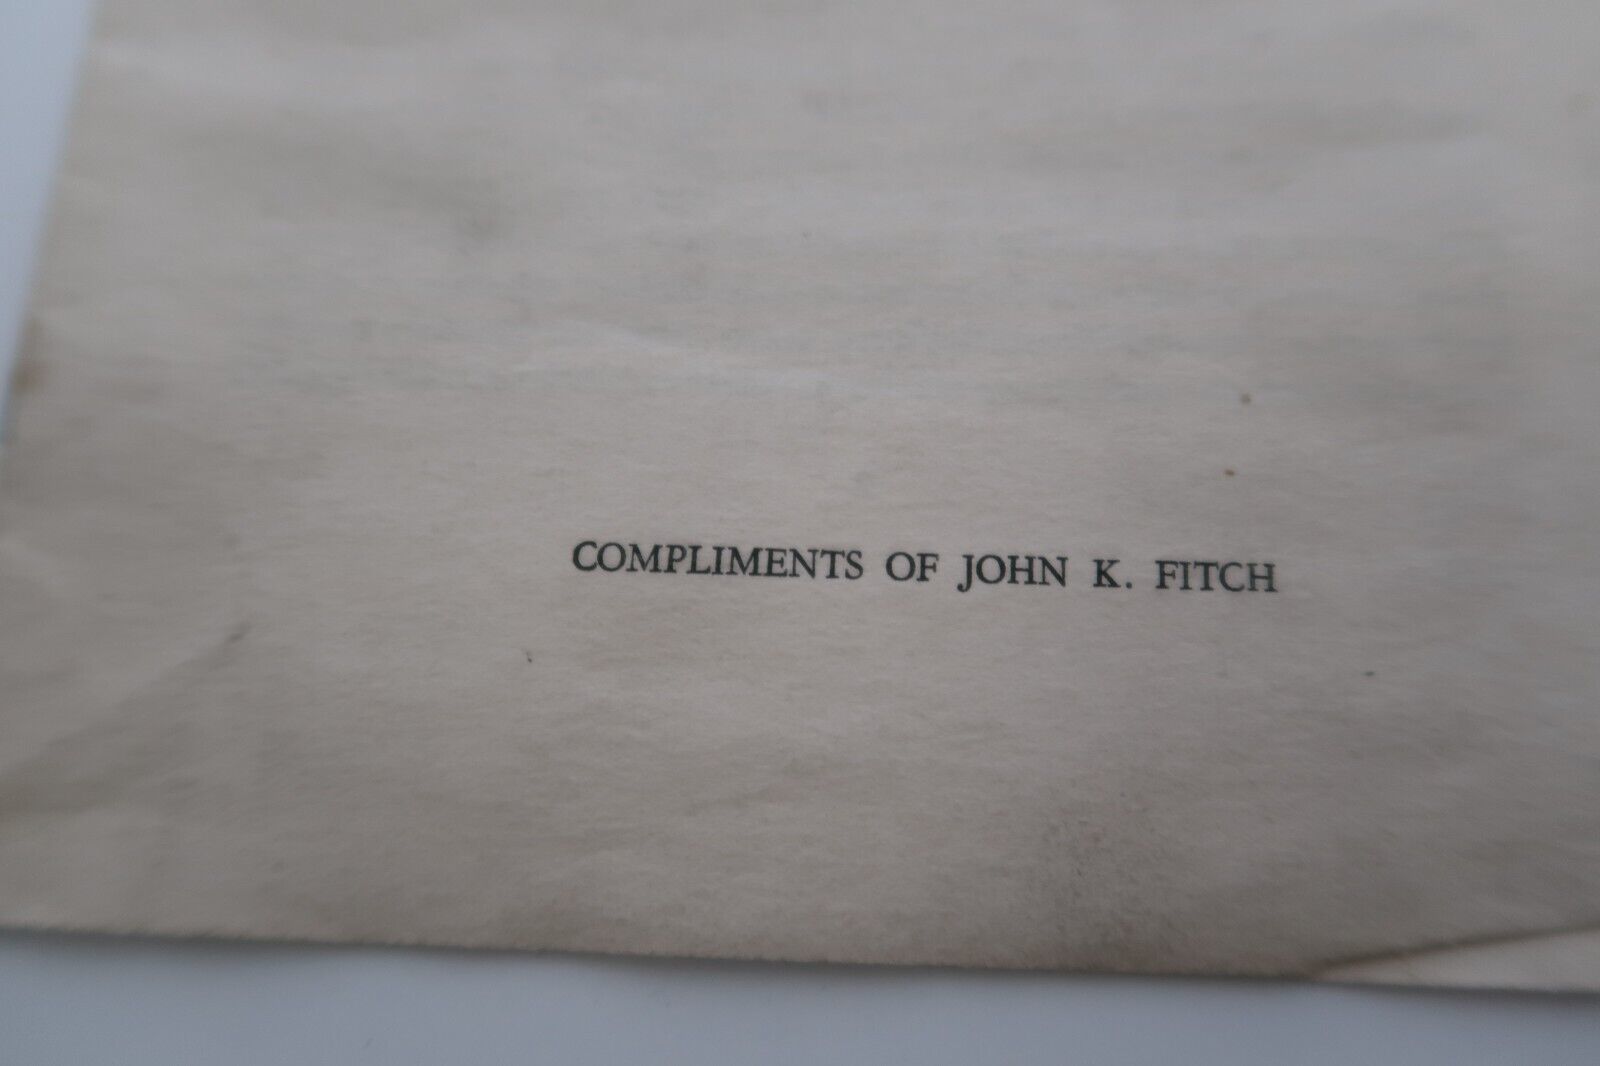 COMPLIMENTS OF JOHN K. FITCH